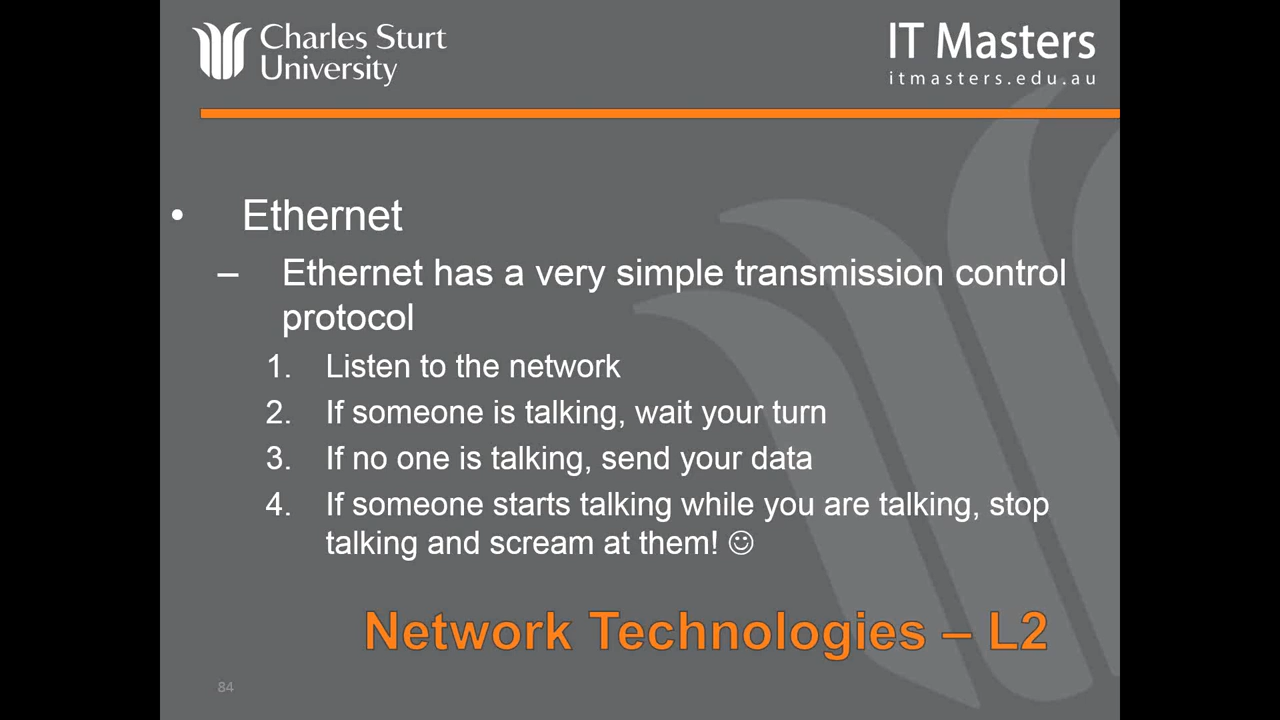 Charles Sturt
University
IT Masters
itmasters.edu.au
• Ethernet
– Ethernet has a very simple transmission control
protocol
1. Listen to the network
2. If someone is talking, wait your turn
3. If no one is talking, send your data
4. If someone starts talking while you are talking, stop
talking and scream at them! ☺
Network Technologies – L2
84